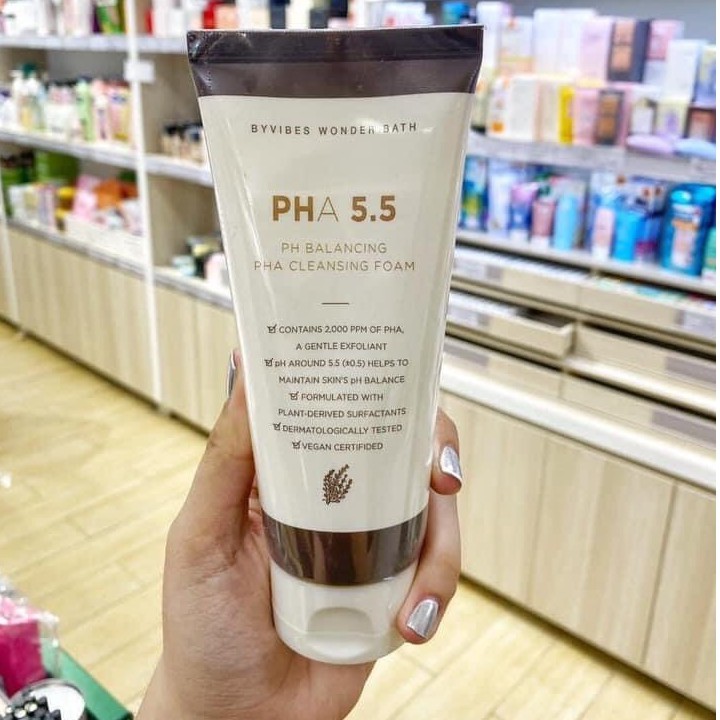 BYVIBES WONDER BATH
PHA 5.5
PH BALANCING
PHA CLEANSING FOAM
☑ CONTAINS 2,000 PPM OF PHA,
A GENTLE EXFOLIANT
☑ pH AROUND 5.5 (±0.5) HELPS TO
MAINTAIN SKIN'S pH BALANCE
☑ FORMULATED WITH
PLANT-DERIVED SURFACTANTS
☑ DERMATOLOGICALLY TESTED
☑ VEGAN CERTIFIDED